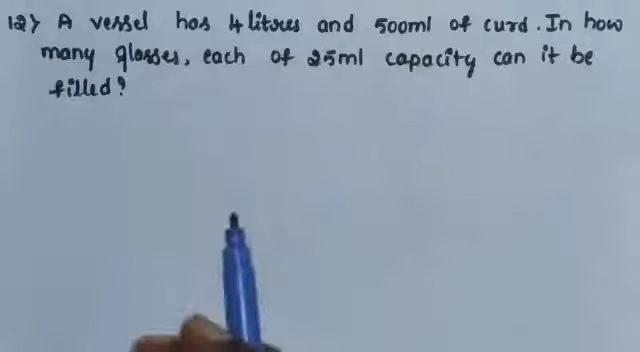 12) A vessel has 4 litres and 500ml of curd. In how
many glasses, each of 25ml capacity can it be
filled?